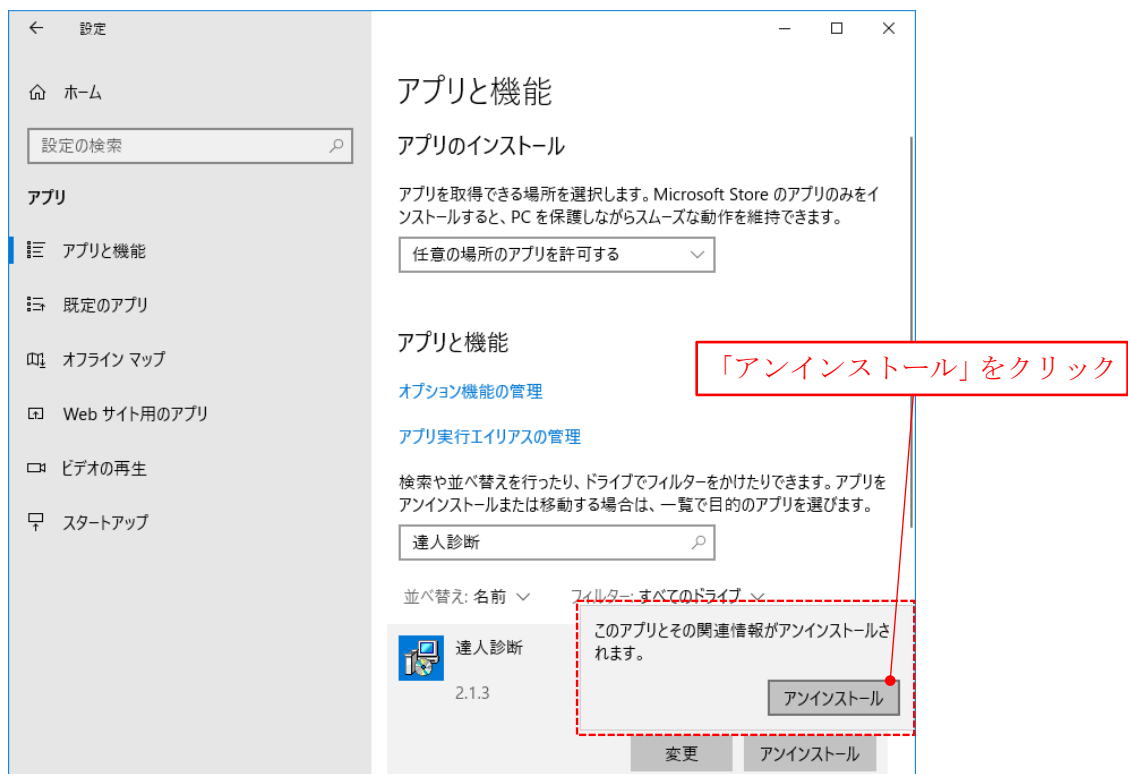 設定
ホーム
設定の検索
アプリ
アプリと機能
既定のアプリ
オフライン マップ
Web サイト用のアプリ
ビデオの再生
スタートアップ
アプリと機能
アプリのインストール
アプリを取得できる場所を選択します。Microsoft Store のアプリのみをイ
ンストールすると、PC を保護しながらスムーズな動作を維持できます。
任意の場所のアプリを許可する
アプリと機能
「アンインストール」をクリック
オプション機能の管理
アプリ実行エイリアスの管理
検索や並べ替えを行ったり、ドライブでフィルターをかけたりできます。アプリを
アンインストールまたは移動する場合は、一覧で目的のアプリを選びます。
達人診断
並べ替え: 名前
フィルター: すべてのドライブ
達人診断
2.1.3
このアプリとその関連情報がアンインストールさ
れます。
アンインストール
変更
アンインストール